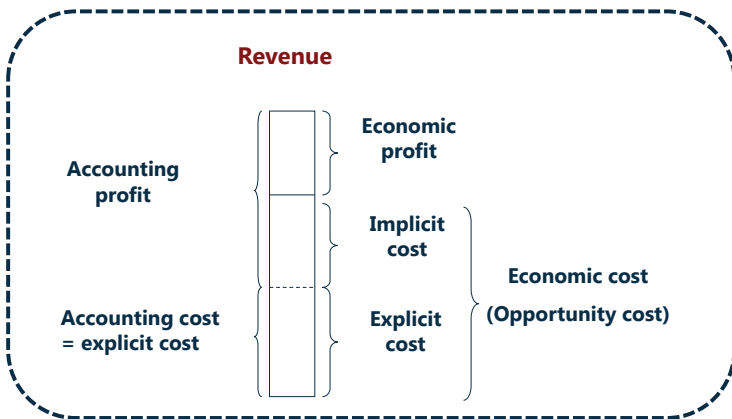 Revenue
Economic
profit
Accounting
profit
Implicit
cost
Economic cost
(Opportunity cost)
Accounting cost
= explicit cost
Explicit
cost